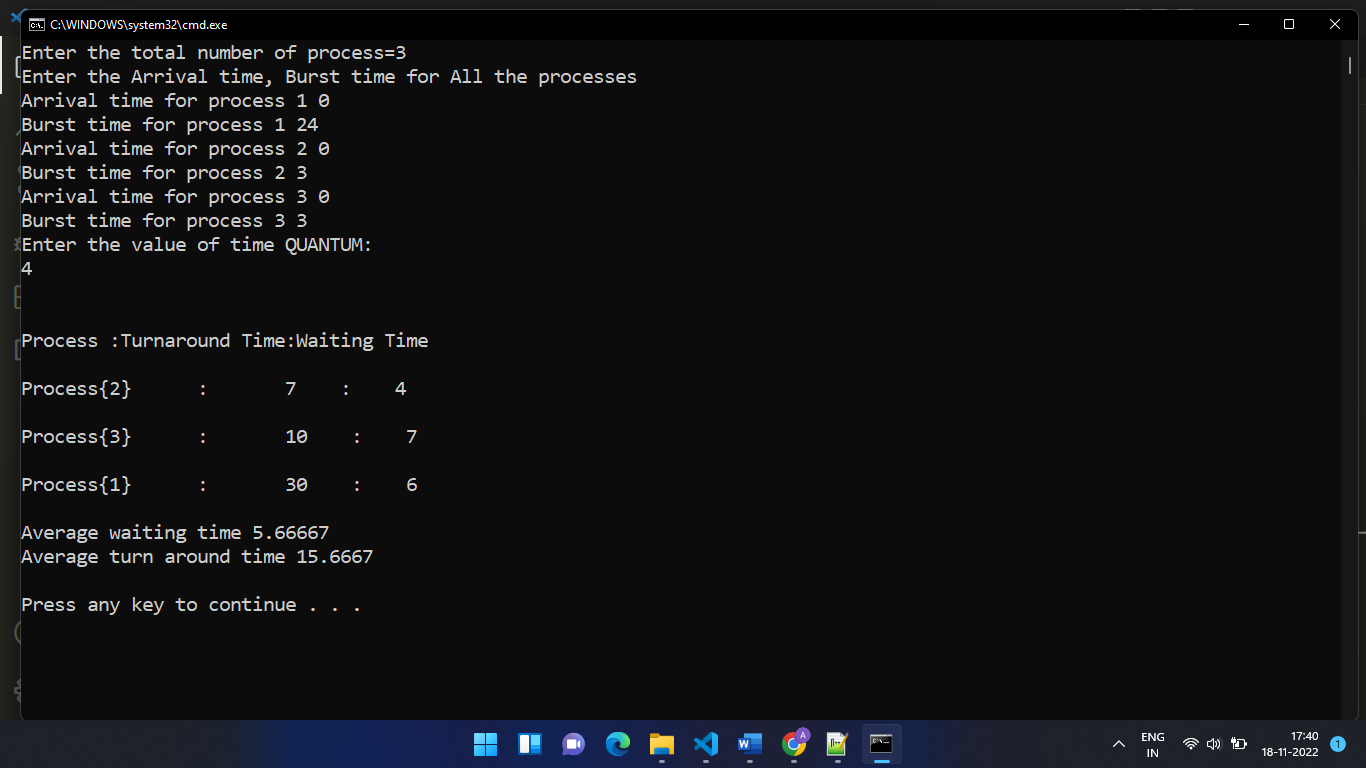 C:\WINDOWS\system32\cmd.exe
Enter the total number of process=3
Enter the Arrival time, Burst time for All the processes
Arrival time for process 1 0
Burst time for process 1 24
Arrival time for process 2 0
Burst time for process 2 3
Arrival time for process 3 0
Burst time for process 3 3
Enter the value of time QUANTUM:
4
Process :Turnaround Time:Waiting Time
Process{2} : 7 : 4
Process{3} : 10 : 7
Process{1} : 30 : 6
Average waiting time 5.66667
Average turn around time 15.6667
Press any key to continue . . .
ENG
IN
17:40
18-11-2022
1